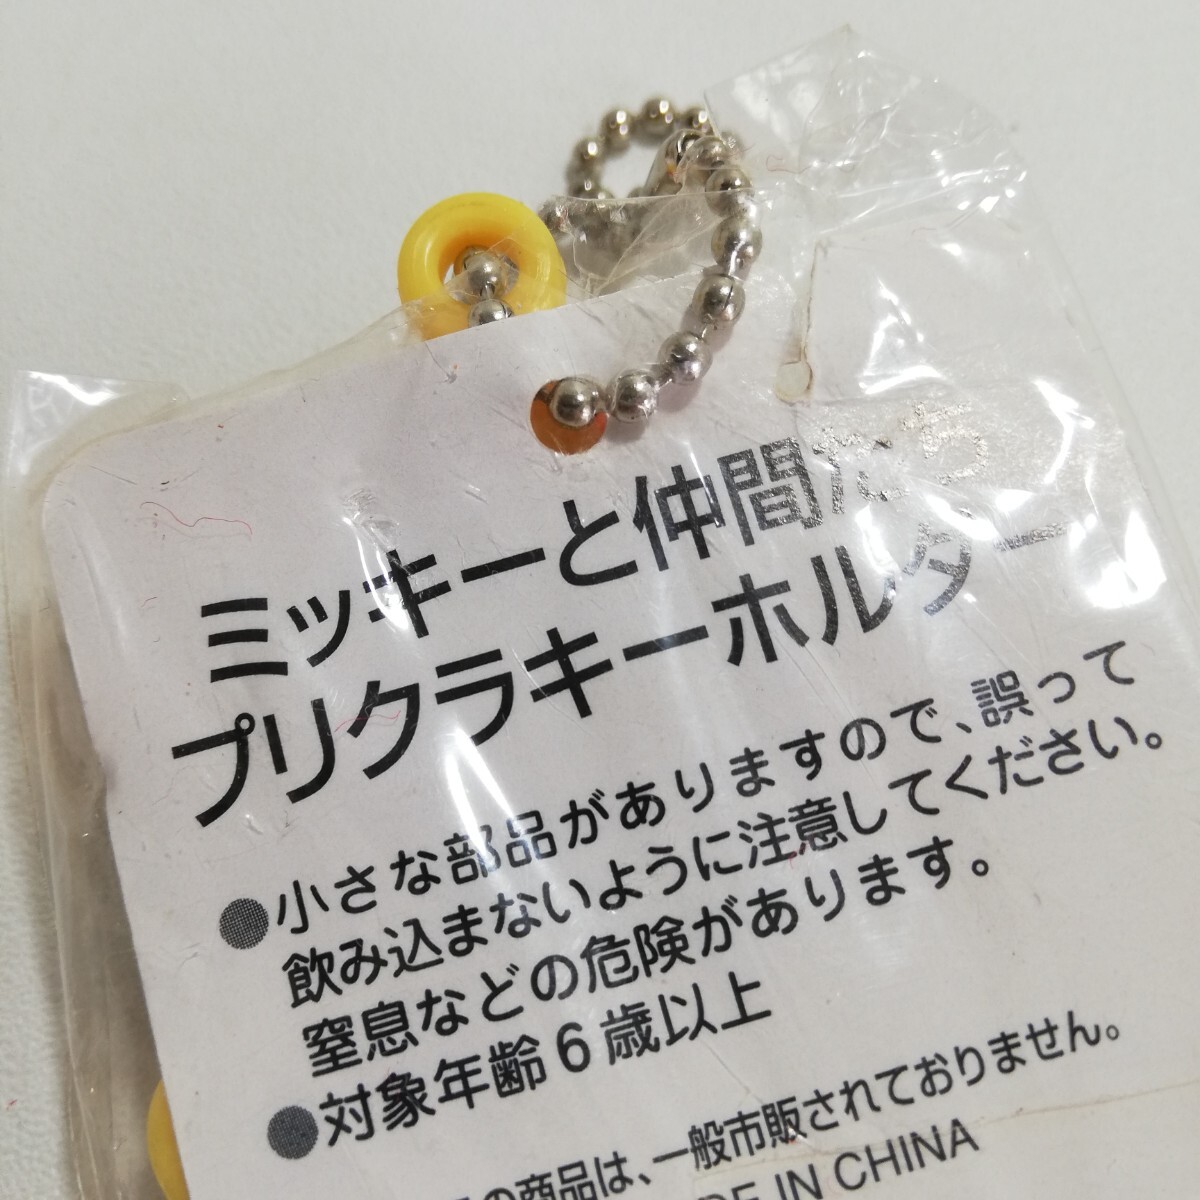 ミッキーと仲間たち
プリクラキーホルダー
●小さな部品がありますので、誤って
飲み込まないように注意してください。
窒息などの危険があります。
●対象年齢6歳以上
の商品は、一般市販されておりません。
DE IN CHINA